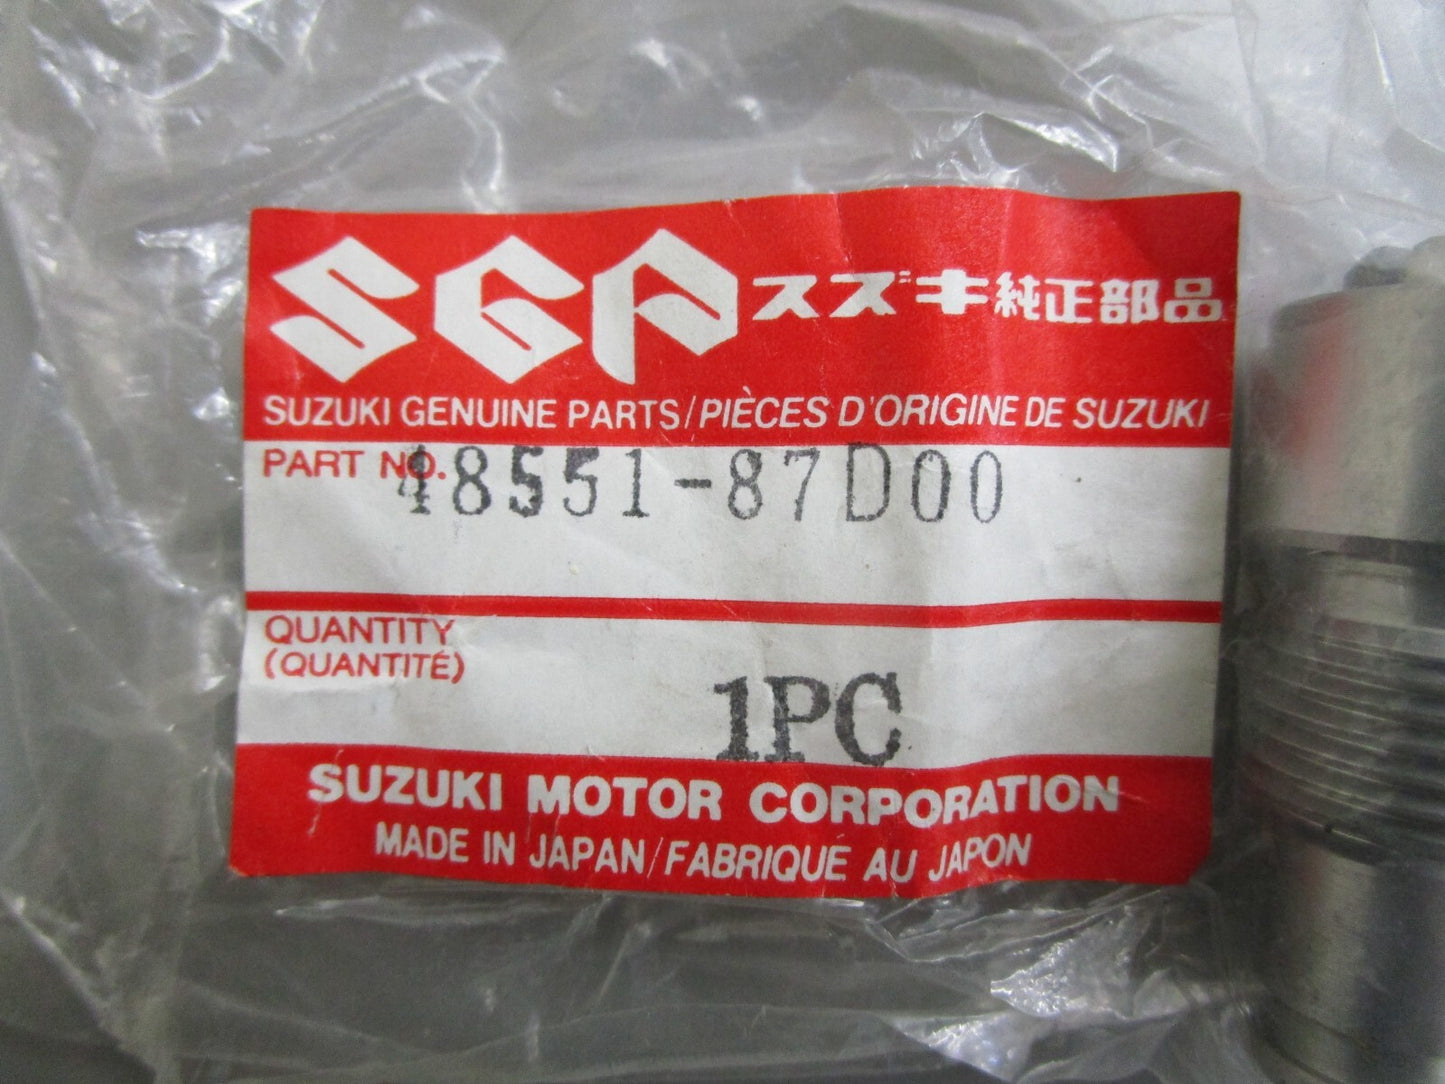 SGP スズキ純正部品
SUZUKI GENUINE PARTS/PIÈCES D'ORIGINE DE SUZUKI
PART NO. 48551-87D00
QUANTITY
(QUANTITÉ)
1PC
SUZUKI MOTOR CORPORATION
MADE IN JAPAN/FABRIQUÉ AU JAPON